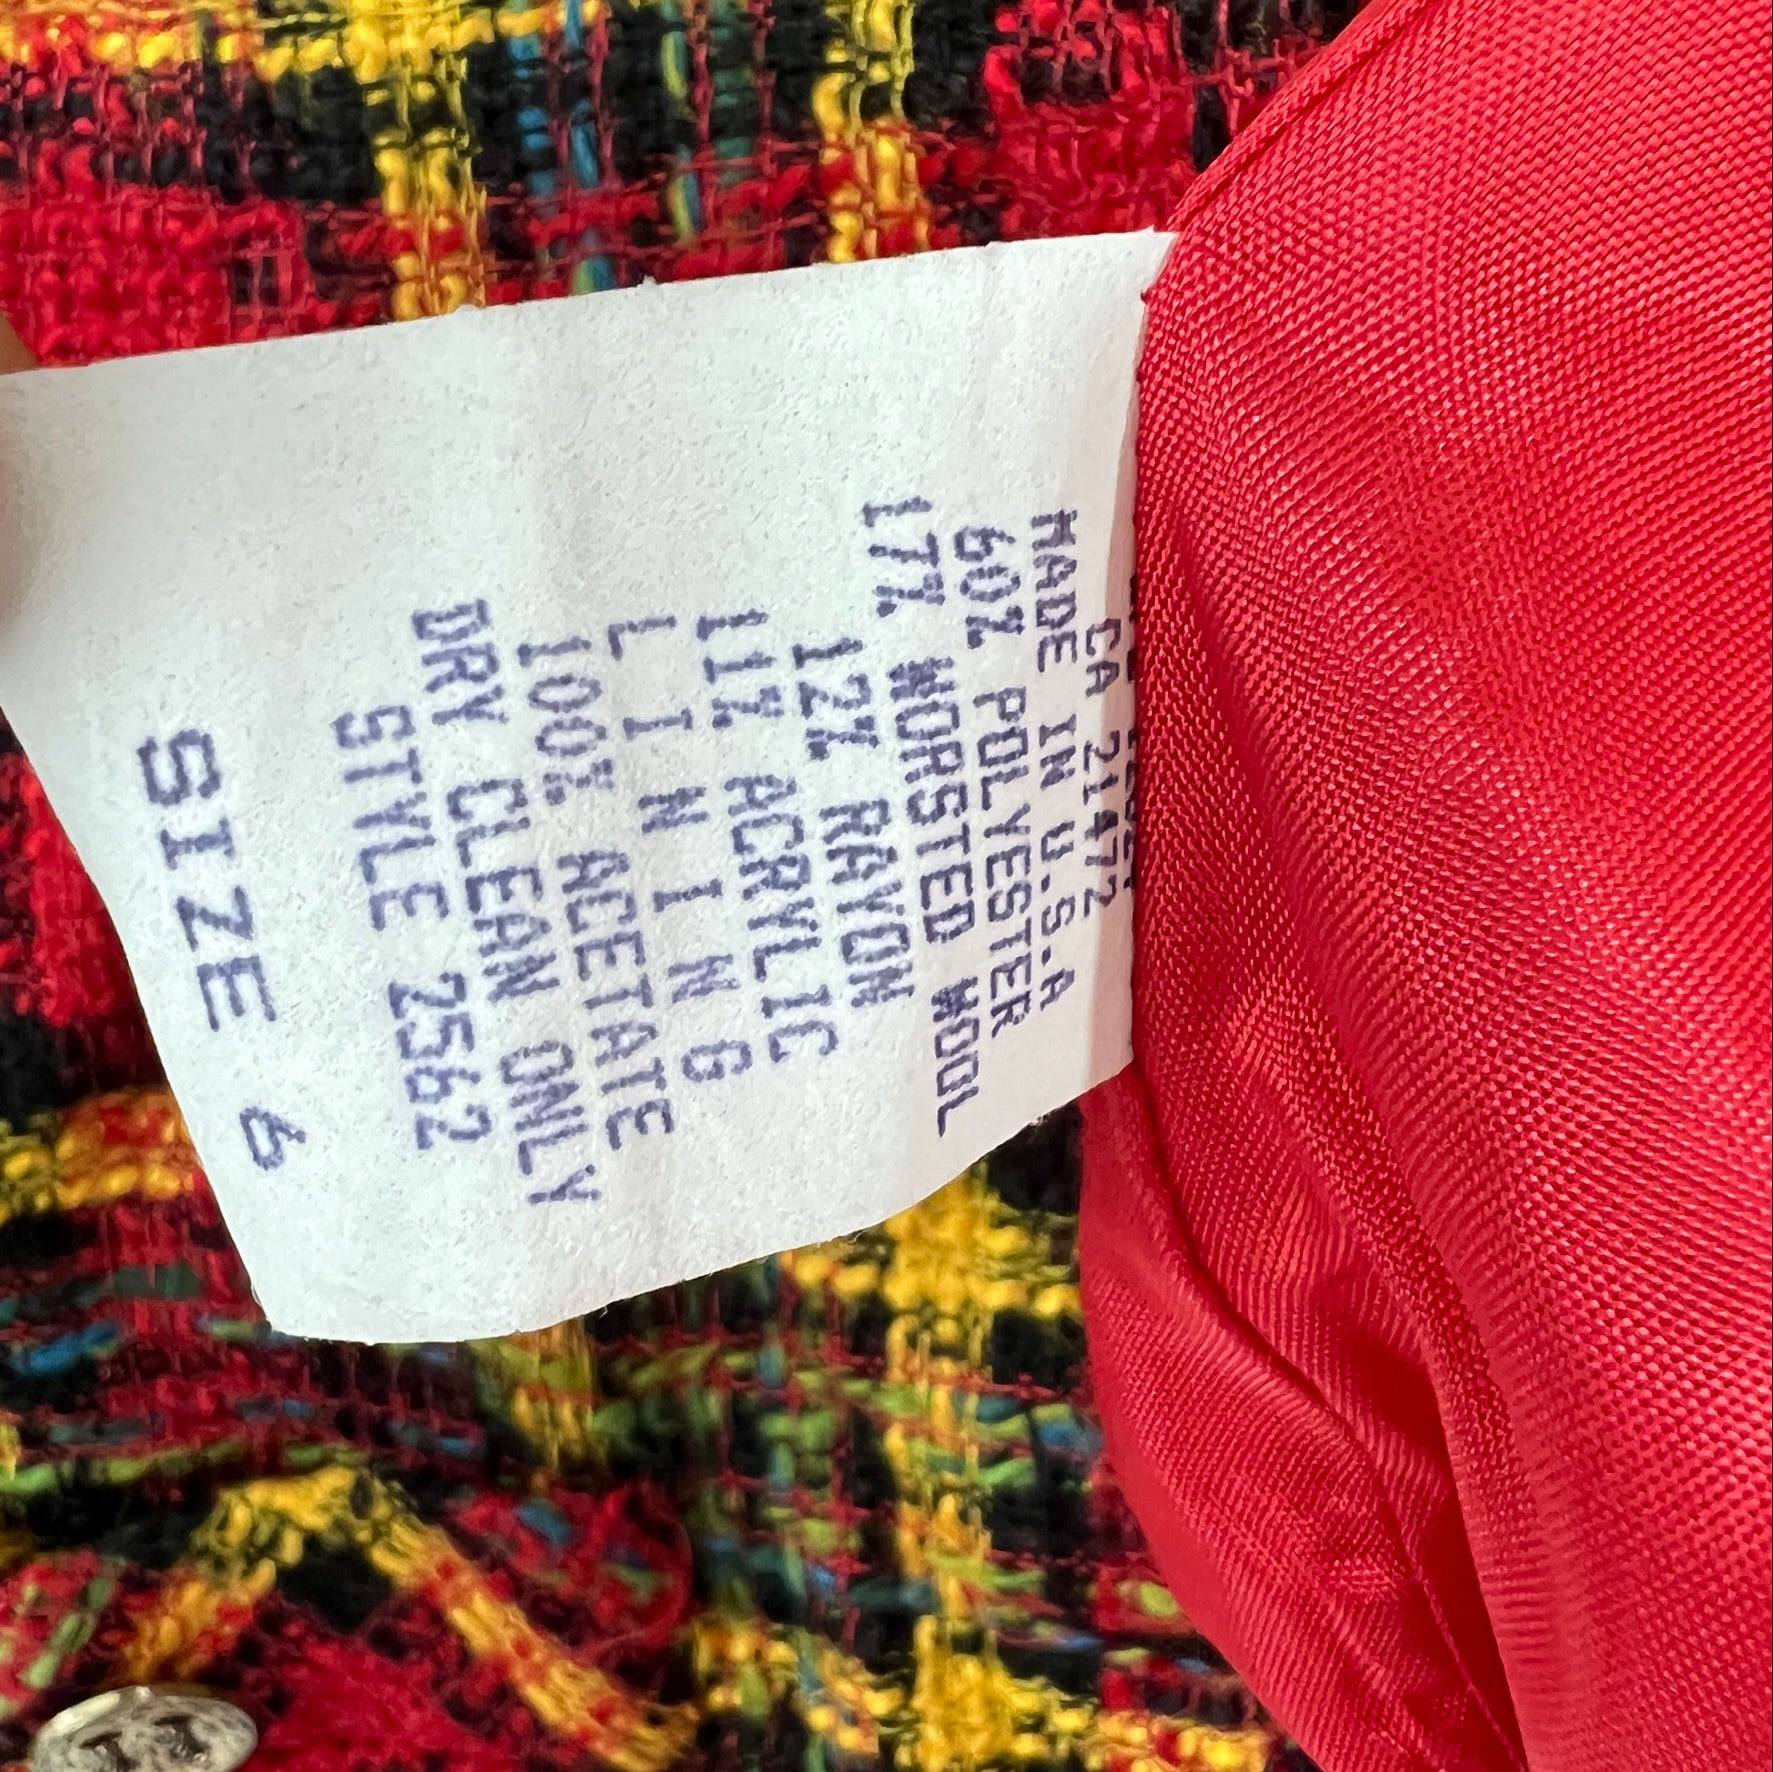 CA 21472
MADE IN U.S.A
60% POLYESTER
17% WORSTED WOOL
12% RAYON
11% ACRYLIC
L I N I N G
100% ACETATE
DRY CLEAN ONLY
STYLE 2562
SIZE 6